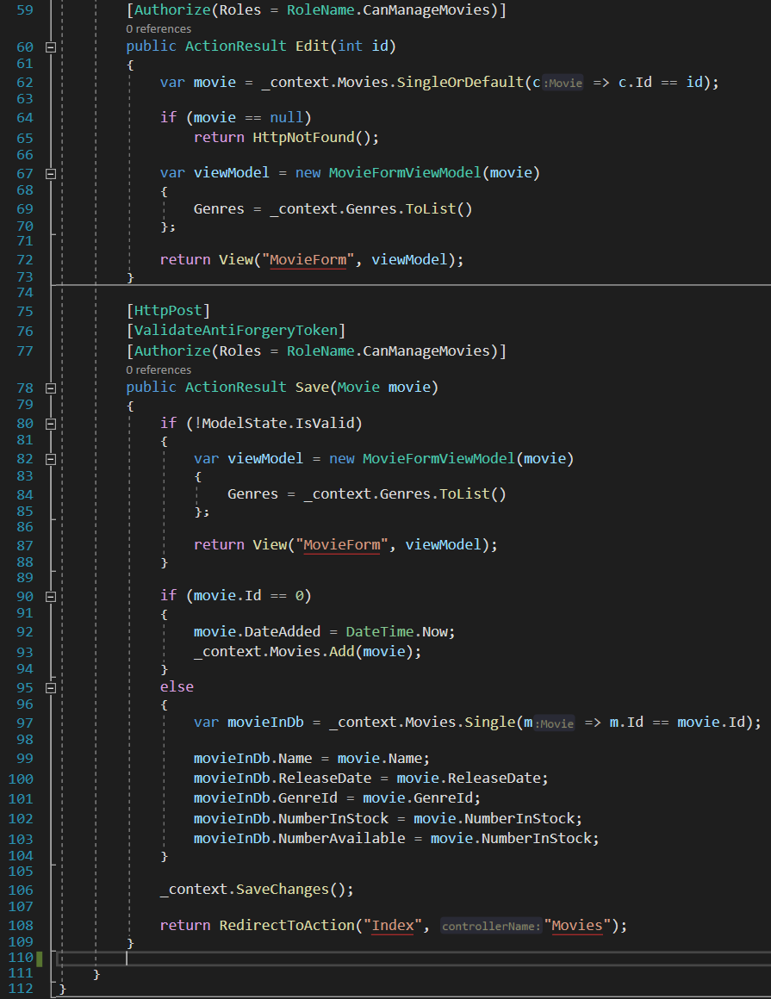 59 [Authorize(Roles = RoleName.CanManageMovies)]
0 references
60 public ActionResult Edit(int id)
61 {
62 var movie = _context.Movies.SingleOrDefault(c:Movie => c.Id == id);
63
64 if (movie == null)
65 return HttpNotFound();
66
67 var viewModel = new MovieFormViewModel(movie)
68 {
69 Genres = _context.Genres.ToList()
70 };
71
72 return View("MovieForm", viewModel);
73 }
74
75 [HttpPost]
76 [ValidateAntiForgeryToken]
77 [Authorize(Roles = RoleName.CanManageMovies)]
0 references
78 public ActionResult Save(Movie movie)
79 {
80 if (!ModelState.IsValid)
81 {
82 var viewModel = new MovieFormViewModel(movie)
83 {
84 Genres = _context.Genres.ToList()
85 };
86
87 return View("MovieForm", viewModel);
88 }
89
90 if (movie.Id == 0)
91 {
92 movie.DateAdded = DateTime.Now;
93 _context.Movies.Add(movie);
94 }
95 else
96 {
97 var movieInDb = _context.Movies.Single(m:Movie => m.Id == movie.Id);
98
99 movieInDb.Name = movie.Name;
100 movieInDb.ReleaseDate = movie.ReleaseDate;
101 movieInDb.GenreId = movie.GenreId;
102 movieInDb.NumberInStock = movie.NumberInStock;
103 movieInDb.NumberAvailable = movie.NumberInStock;
104 }
105
106 _context.SaveChanges();
107
108 return RedirectToAction("Index", controllerName:"Movies");
109 }
110
111 }
112 }